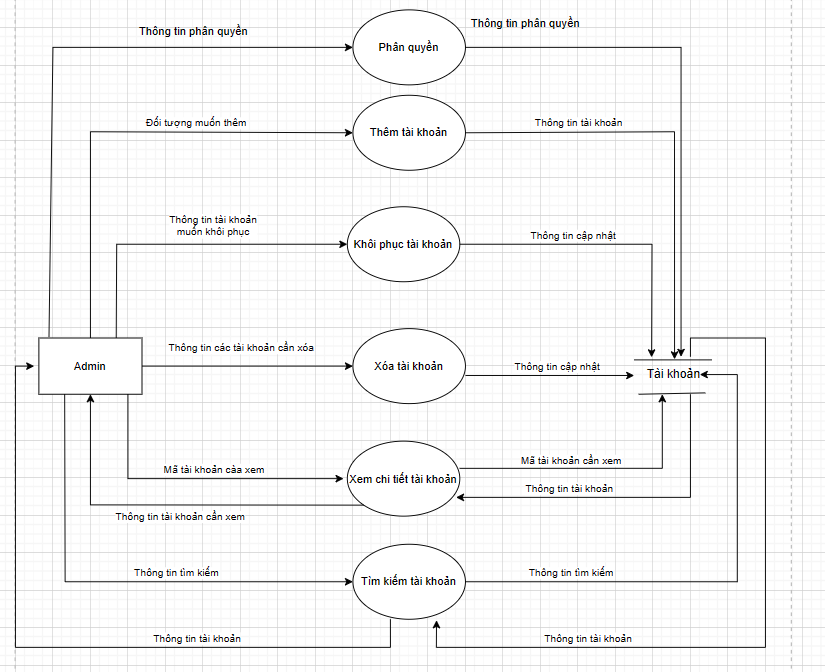 Thông tin phân quyền
Thông tin phân quyền
Phân quyền
Đối tượng muốn thêm
Thêm tài khoản
Thông tin tài khoản
Thông tin tài khoản
muốn khôi phục
Khôi phục tài khoản
Thông tin cập nhật
Admin
Thông tin các tài khoản cần xóa
Xóa tài khoản
Thông tin cập nhật
Tài khoản
Mã tài khoản càa xem
Xem chi tiết tài khoản
Mã tài khoản cần xem
Thông tin tài khoản
Thông tin tài khoản cần xem
Thông tin tìm kiếm
Tìm kiếm tài khoản
Thông tin tìm kiếm
Thông tin tài khoản
Thông tin tài khoản